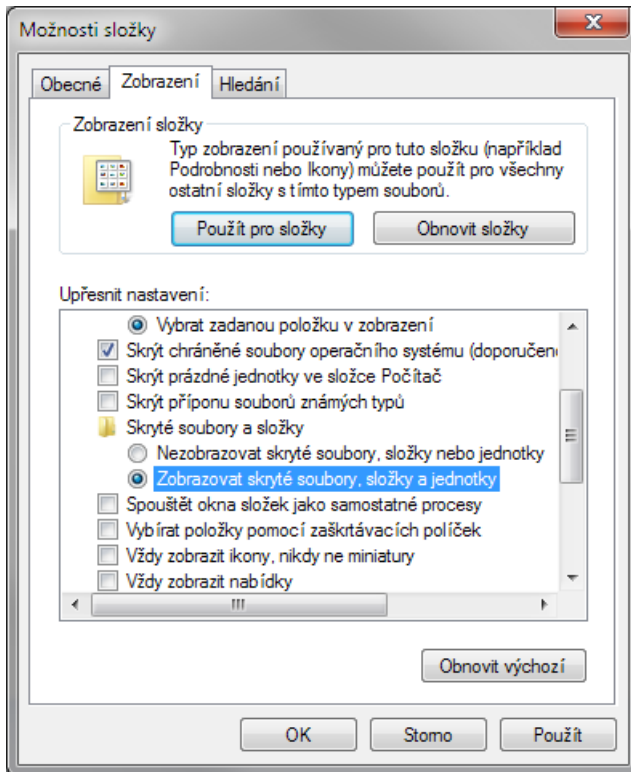 Možnosti složky
Obecné Zobrazení Hledání
Zobrazení složky
Typ zobrazení používaný pro tuto složku (například
Podrobnosti nebo Ikony) můžete použít pro všechny
ostatní složky s tímto typem souborů.
Použít pro složky Obnovit složky
Upřesnit nastavení:
Vybrat zadanou položku v zobrazení
Skrýt chráněné soubory operačního systému (doporučen
Skrýt prázdné jednotky ve složce Počítač
Skrýt příponu souborů známých typů
Skryté soubory a složky
Nezobrazovat skryté soubory, složky nebo jednotky
Zobrazovat skryté soubory, složky a jednotky
Spouštět okna složek jako samostatné procesy
Vybírat položky pomocí zaškrtávacích políček
Vždy zobrazit ikony, nikdy ne miniatury
Vždy zobrazit nabídky
Obnovit výchozí
OK Storno Použít